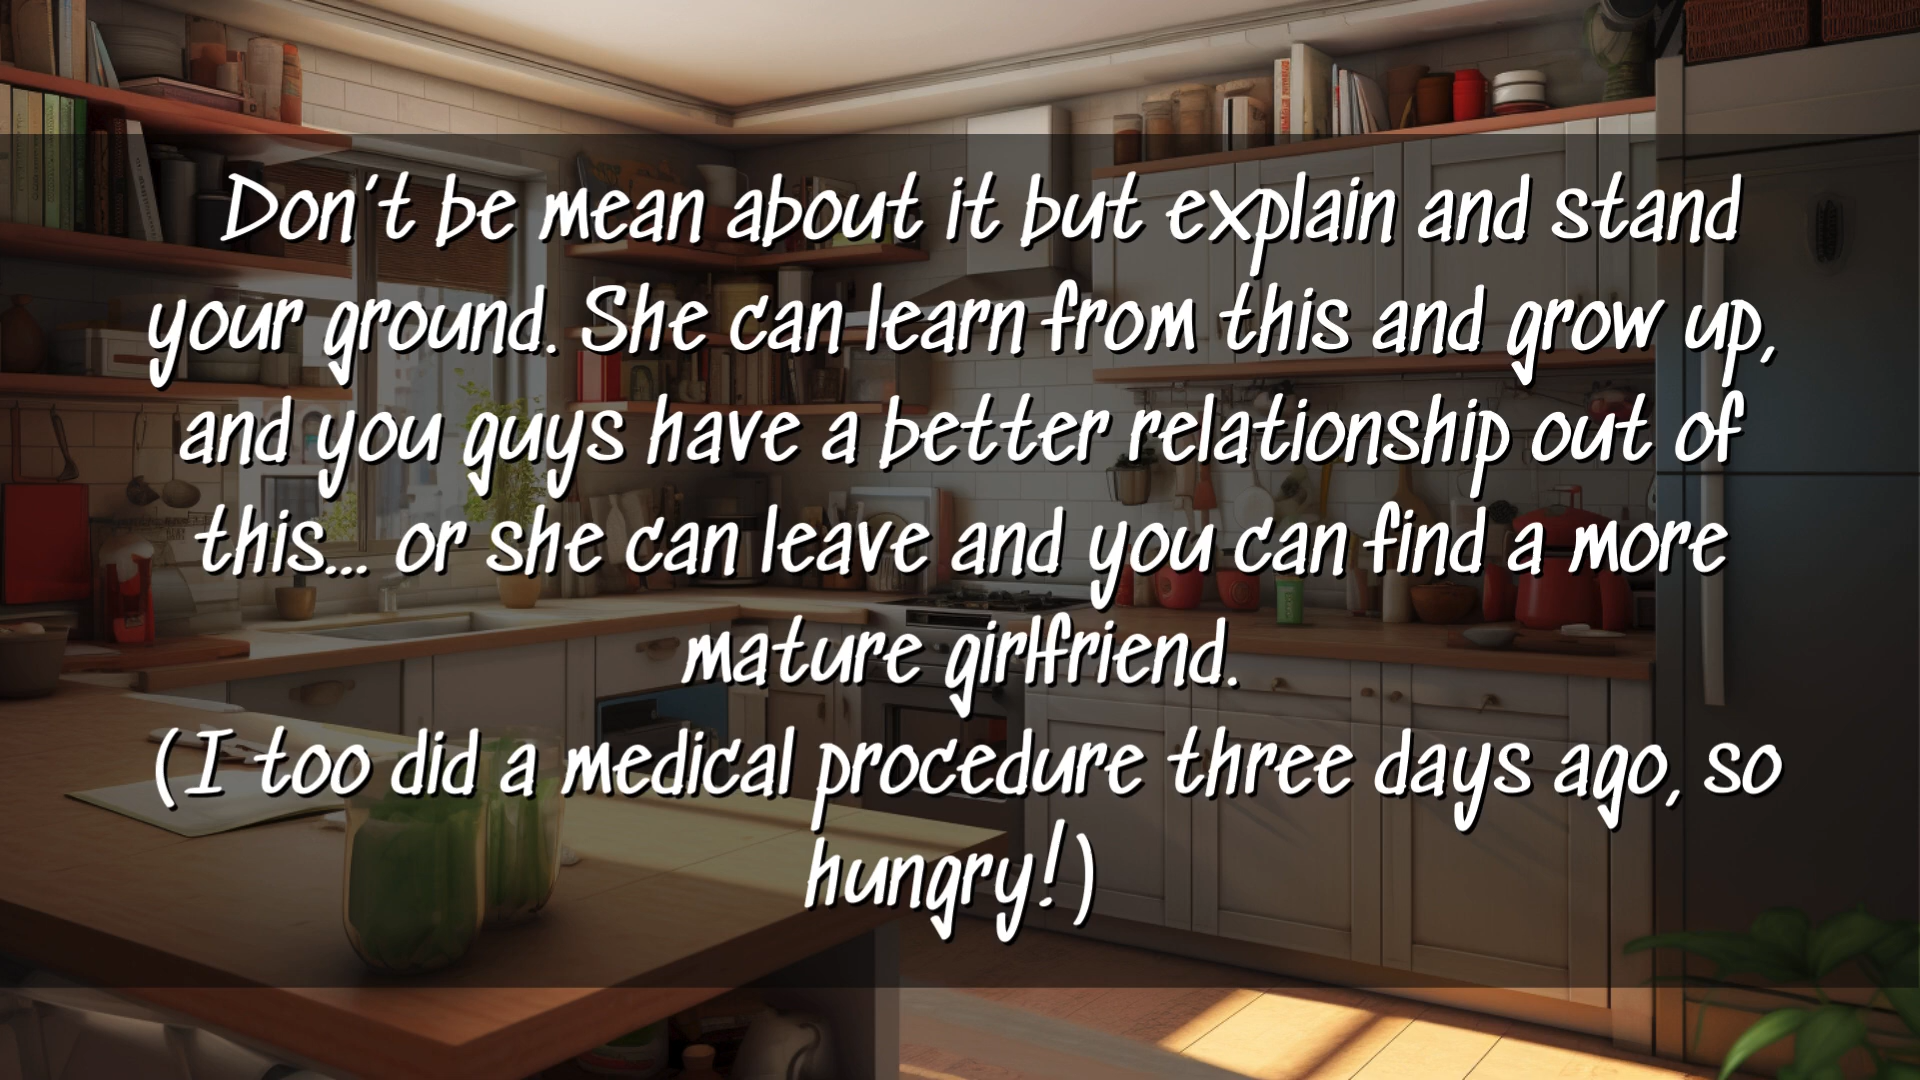 Don't be mean about it but explain and stand
your ground. She can learn from this and grow up,
and you guys have a better relationship out of
this... or she can leave and you can find a more
mature girlfriend.
(I too did a medical procedure three days ago, so
hungry!)